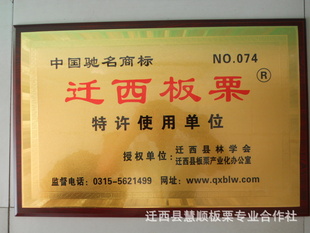 中国驰名商标 NO.074
迁西板栗®
特许使用单位
授权单位：迁西县林学会
迁西县板栗产业化办公室
监督电话：0315-5621499 网址：www.qxblw.com
迁西县慧顺板栗专业合作社